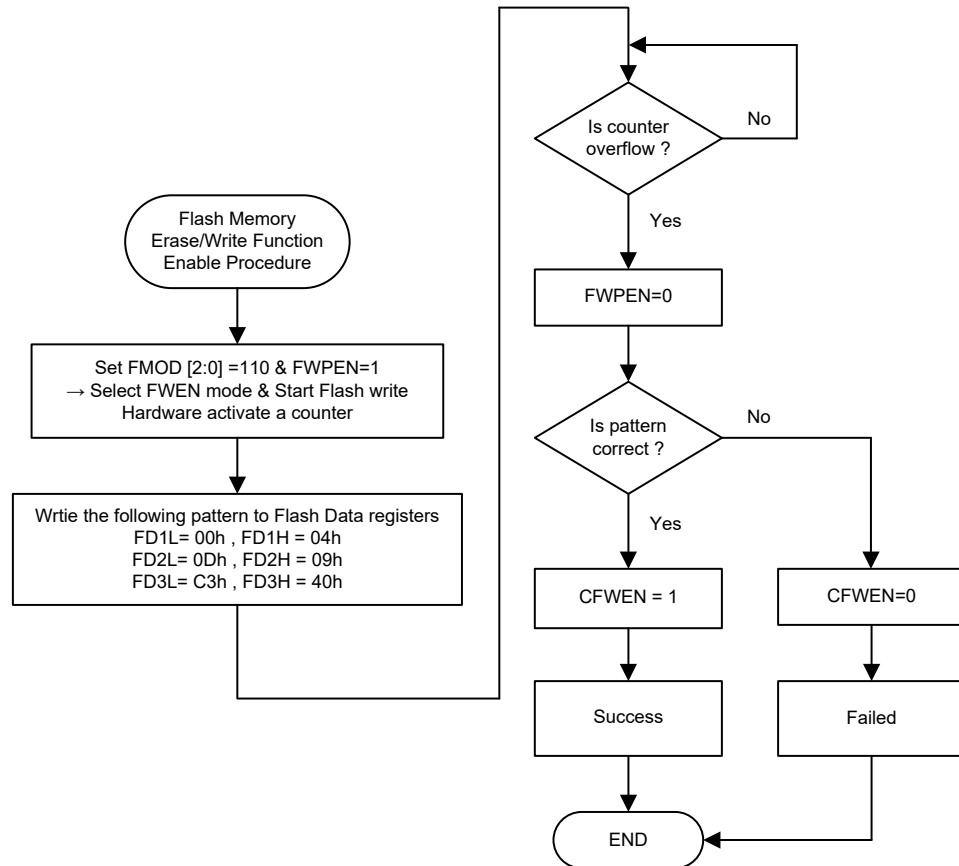 Flash Memory
Erase/Write Function
Enable Procedure
Set FMOD [2:0] =110 & FWPEN=1
→ Select FWEN mode & Start Flash write
Hardware activate a counter
Wrtie the following pattern to Flash Data registers
FD1L= 00h , FD1H = 04h
FD2L= 0Dh , FD2H = 09h
FD3L= C3h , FD3H = 40h
Is counter
overflow ?
No
Yes
FWPEN=0
Is pattern
correct ?
No
Yes
CFWEN = 1
CFWEN=0
Success
Failed
END